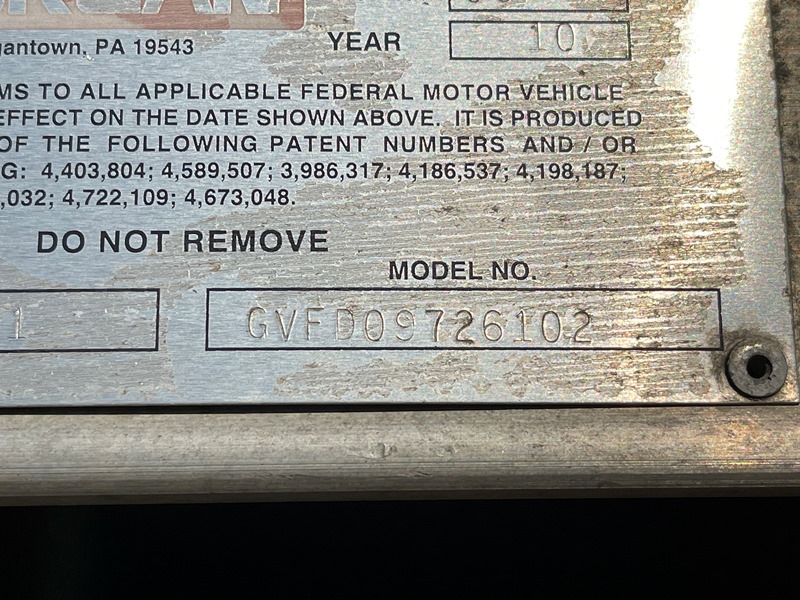 gantown, PA 19543
YEAR
10
MS TO ALL APPLICABLE FEDERAL MOTOR VEHICLE
EFFECT ON THE DATE SHOWN ABOVE. IT IS PRODUCED
OF THE FOLLOWING PATENT NUMBERS AND / OR
G: 4,403,804; 4,589,507; 3,986,317; 4,186,537; 4,198,187;
,032; 4,722,109; 4,673,048.
DO NOT REMOVE
MODEL NO.
1
GVFD09726102